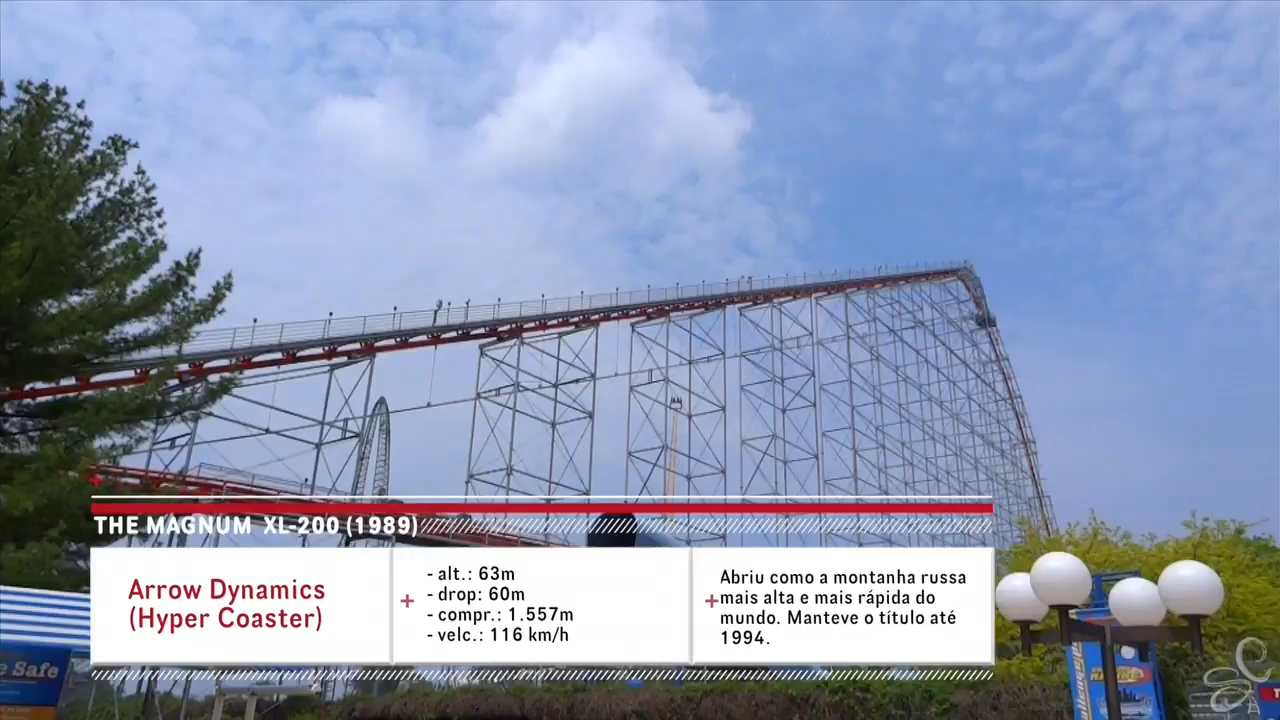 THE MAGNUM XL-200 (1989)
Arrow Dynamics
(Hyper Coaster)
- alt.: 63m
- drop: 60m
- compr.: 1.557m
- velc.: 116 km/h
Abriu como a montanha russa
mais alta e mais rápida do
mundo. Manteve o título até
1994.
e Safe